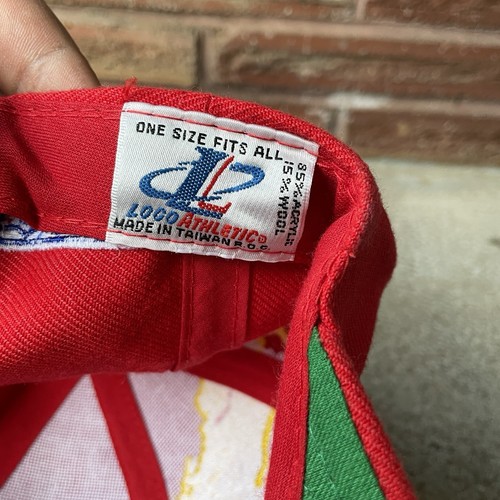 ONE SIZE FITS ALL
85% ACRYLIC
15% WOOL
L
LOGO ATHLETIC®
MADE IN TAIWAN R.O.C.